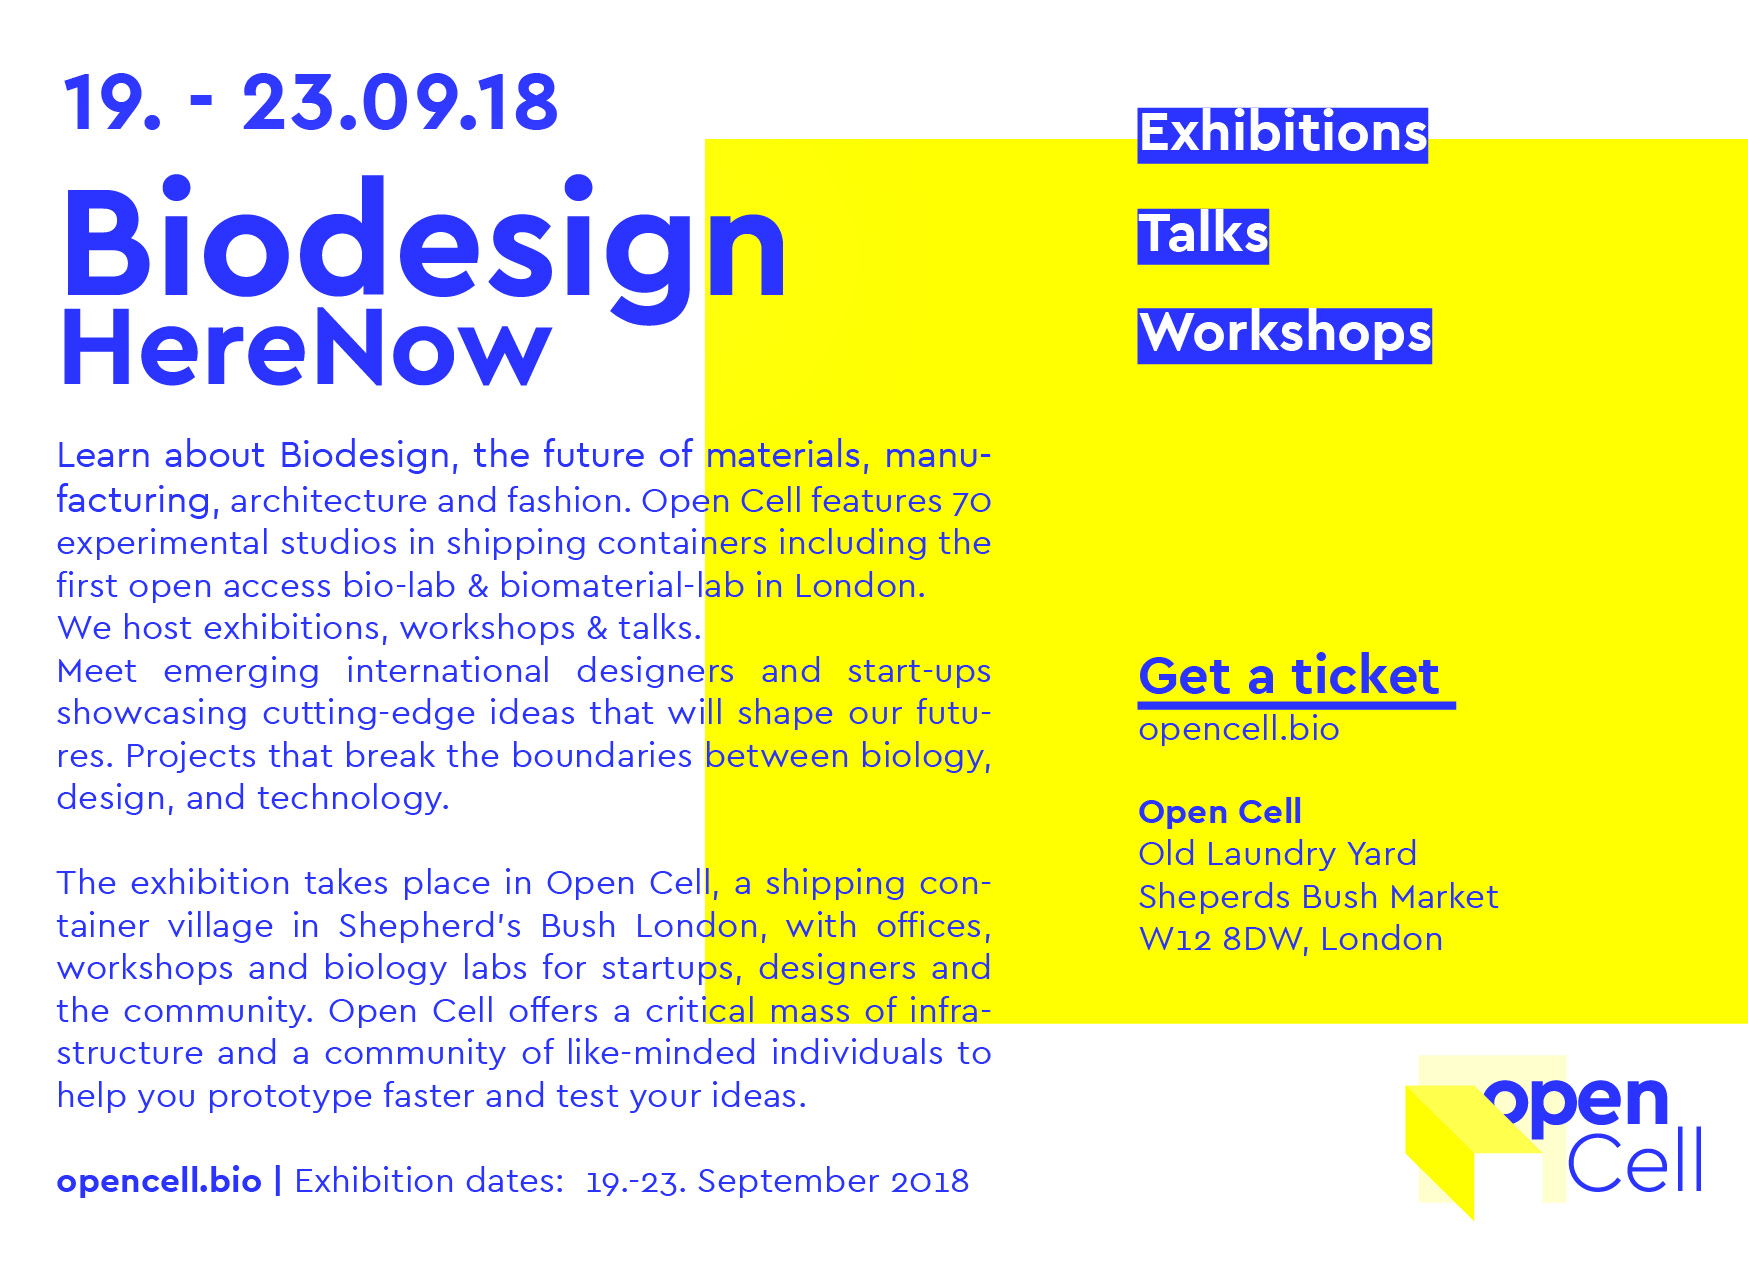 19. - 23.09.18
Biodesign
HereNow
Learn about Biodesign, the future of materials, manu-
facturing, architecture and fashion. Open Cell features 70
experimental studios in shipping containers including the
first open access bio-lab & biomaterial-lab in London.
We host exhibitions, workshops & talks.
Meet emerging international designers and start-ups
showcasing cutting-edge ideas that will shape our futu-
res. Projects that break the boundaries between biology,
design, and technology.
The exhibition takes place in Open Cell, a shipping con-
tainer village in Shepherd's Bush London, with offices,
workshops and biology labs for startups, designers and
the community. Open Cell offers a critical mass of infra-
structure and a community of like-minded individuals to
help you prototype faster and test your ideas.
opencell.bio | Exhibition dates: 19.-23. September 2018
Exhibitions
Talks
Workshops
Get a ticket
opencell.bio
Open Cell
Old Laundry Yard
Sheperds Bush Market
W12 8DW, London
open
Cell